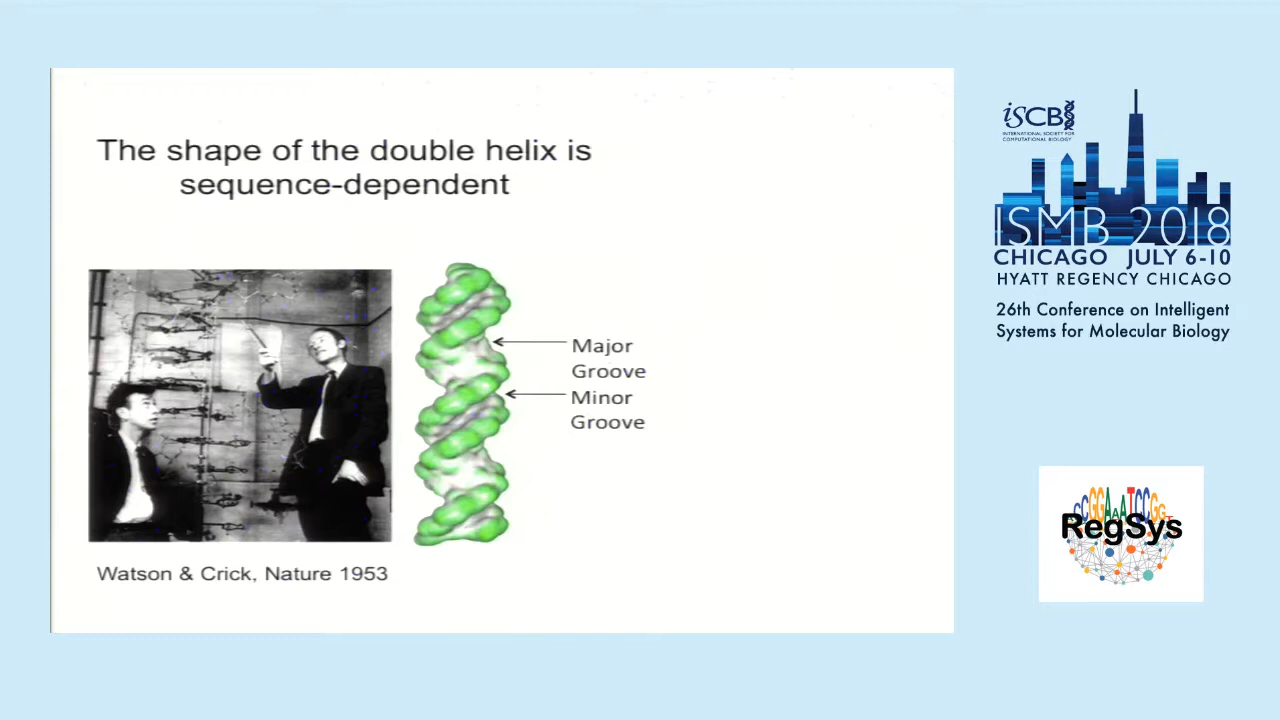 The shape of the double helix is
sequence-dependent
Major
Groove
Minor
Groove
Watson & Crick, Nature 1953
ISCB
INTERNATIONAL SOCIETY FOR
COMPUTATIONAL BIOLOGY
ISMB 2018
CHICAGO JULY 6-10
HYATT REGENCY CHICAGO
26th Conference on Intelligent
Systems for Molecular Biology
RegSys